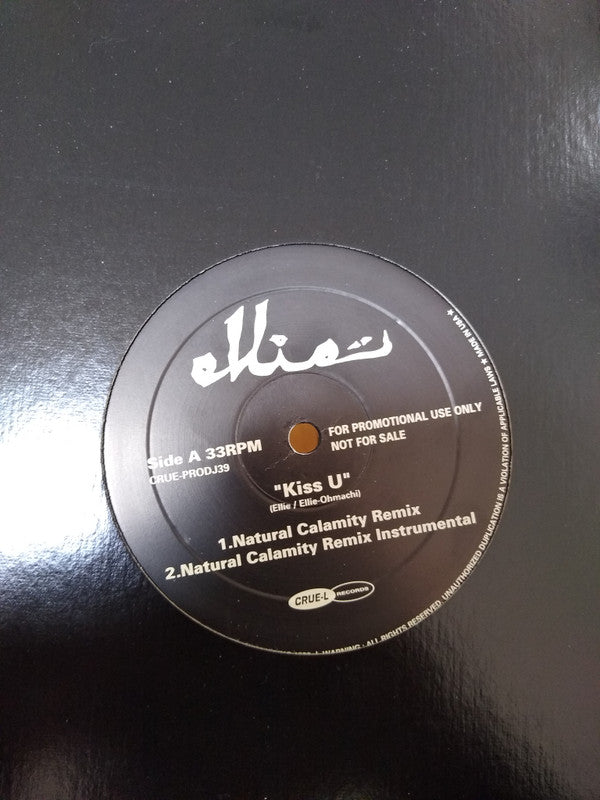 ellie
Side A 33RPM
CRUE-PRODJ39
FOR PROMOTIONAL USE ONLY
NOT FOR SALE
"Kiss U"
(Ellie / Ellie-Ohmachi)
1.Natural Calamity Remix
2.Natural Calamity Remix Instrumental
CRUE-L RECORDS
WARNING : ALL RIGHTS RESERVED. UNAUTHORIZED DUPLICATION IS A VIOLATION OF APPLICABLE LAWS ★ MADE IN USA ★